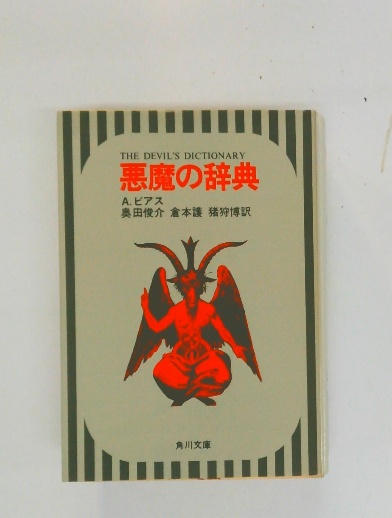 THE DEVIL'S DICTIONARY
悪魔の辞典
A.ビアス
奥田俊介 倉本護 猪狩博訳
角川文庫